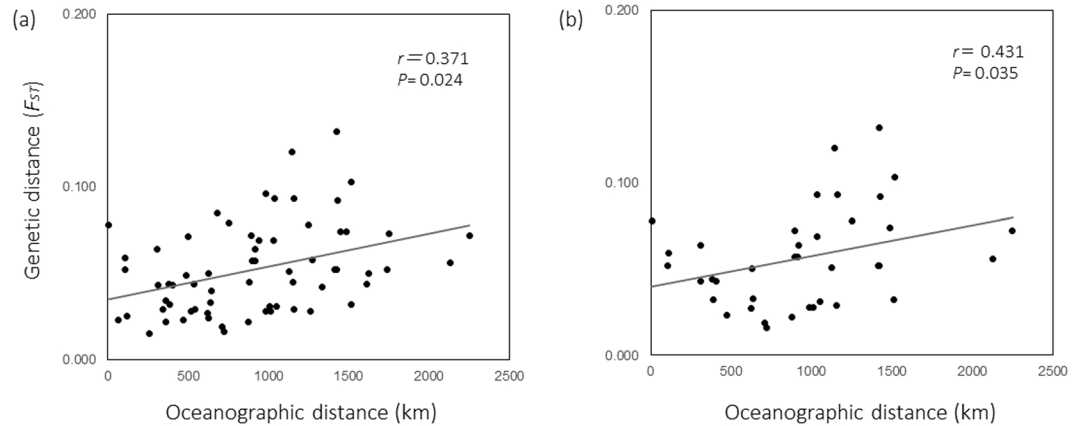 (a)
0.200
r=0.371
P= 0.024
Genetic distance (FST)
0.100
0.000
0 500 1000 1500 2000 2500
Oceanographic distance (km)
(b)
0.200
r= 0.431
P= 0.035
0.100
0.000
0 500 1000 1500 2000 2500
Oceanographic distance (km)